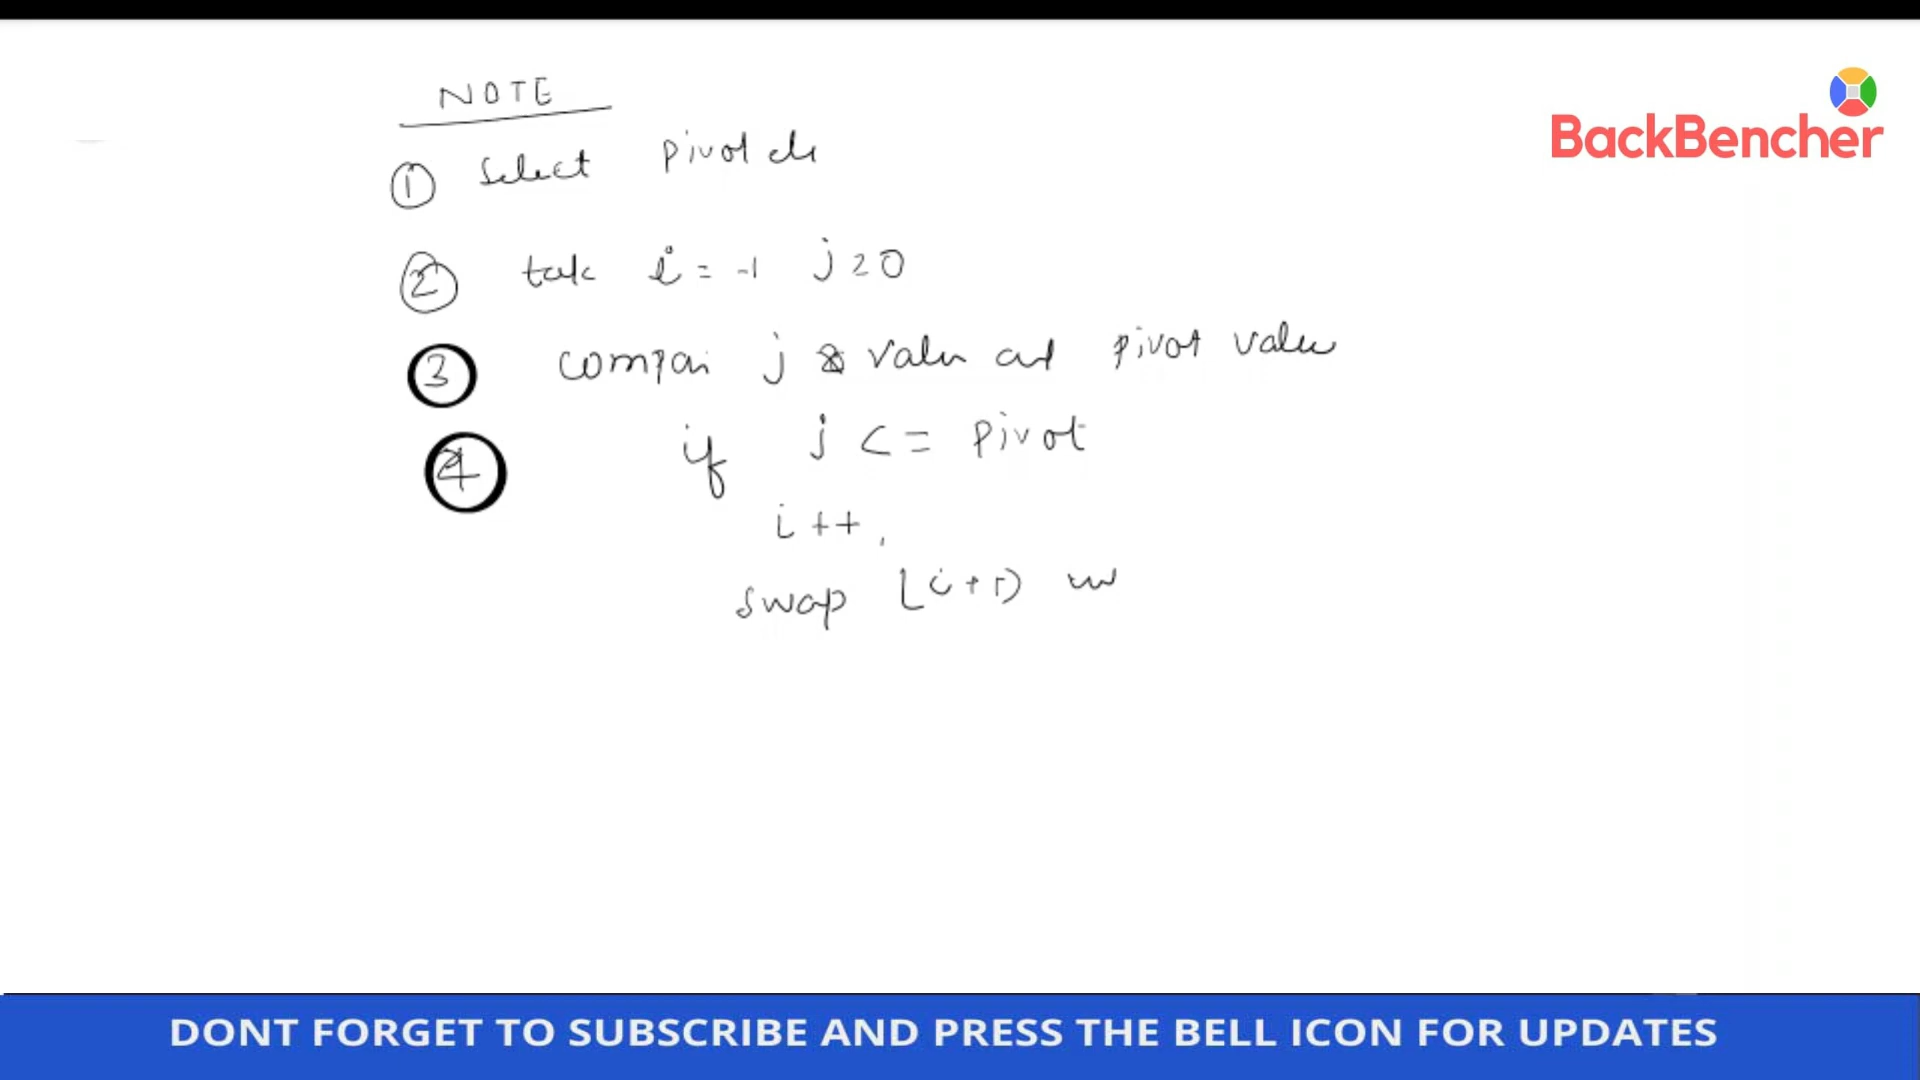 NOTE
BackBencher
① Select pivot ele
② take i = -1 j = 0
③ compar j value and pivot value
④ if j <= pivot
i++,
swap (i+1) w
DONT FORGET TO SUBSCRIBE AND PRESS THE BELL ICON FOR UPDATES